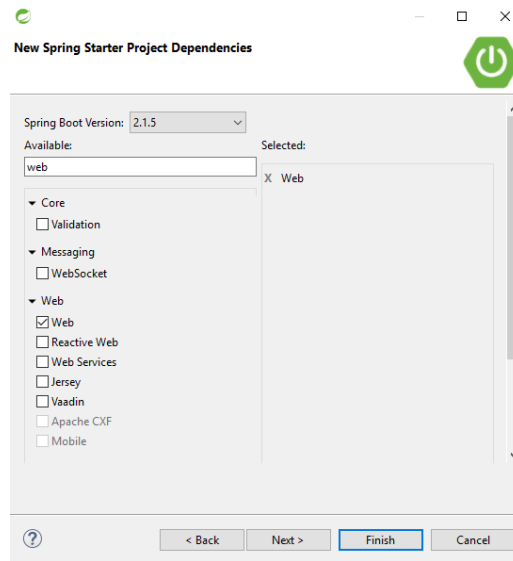 New Spring Starter Project Dependencies
Spring Boot Version: 2.1.5
Available:
Selected:
web
X Web
Core
Validation
Messaging
WebSocket
Web
Web
Reactive Web
Web Services
Jersey
Vaadin
Apache CXF
Mobile
?
< Back
Next >
Finish
Cancel